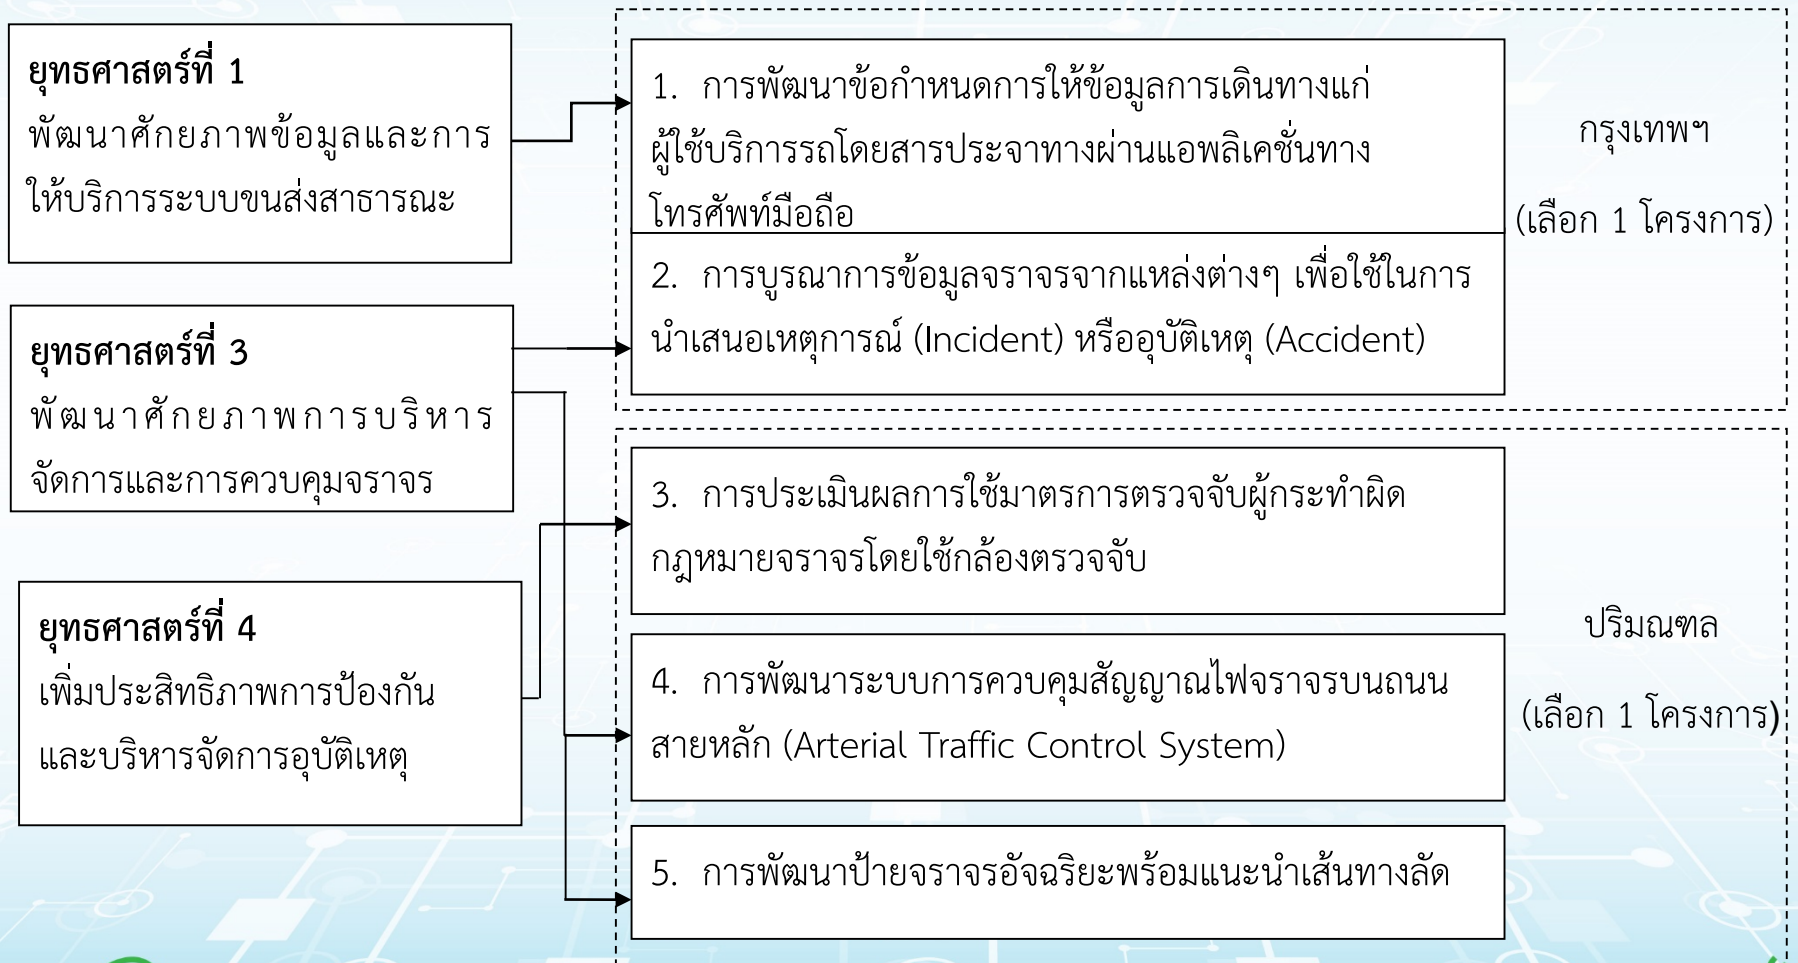 ยุทธศาสตร์ที่ 1
พัฒนาศักยภาพข้อมูลและการ
ให้บริการระบบขนส่งสาธารณะ
ยุทธศาสตร์ที่ 3
พัฒนาศักยภาพการบริหาร
จัดการและการควบคุมจราจร
ยุทธศาสตร์ที่ 4
เพิ่มประสิทธิภาพการป้องกัน
และบริหารจัดการอุบัติเหตุ
1. การพัฒนาข้อกำหนดการให้ข้อมูลการเดินทางแก่
ผู้ใช้บริการรถโดยสารประจาทางผ่านแอพลิเคชั่นทาง
โทรศัพท์มือถือ
2. การบูรณาการข้อมูลจราจรจากแหล่งต่างๆ เพื่อใช้ในการ
นำเสนอเหตุการณ์ (Incident) หรืออุบัติเหตุ (Accident)
กรุงเทพฯ
(เลือก 1 โครงการ)
3. การประเมินผลการใช้มาตรการตรวจจับผู้กระทำผิด
กฎหมายจราจรโดยใช้กล้องตรวจจับ
4. การพัฒนาระบบการควบคุมสัญญาณไฟจราจรบนถนน
สายหลัก (Arterial Traffic Control System)
5. การพัฒนาป้ายจราจรอัจฉริยะพร้อมแนะนำเส้นทางลัด
ปริมณฑล
(เลือก 1 โครงการ)